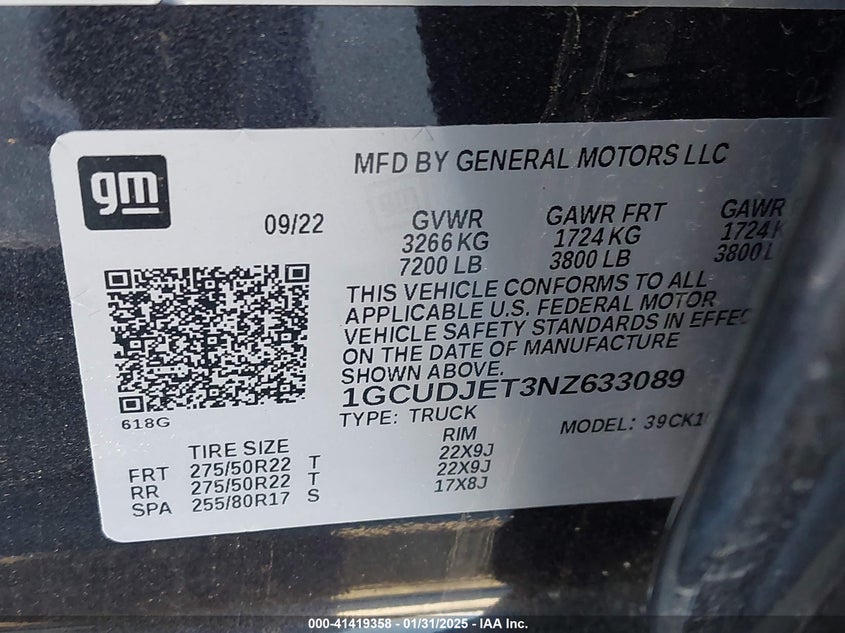 gm
MFD BY GENERAL MOTORS LLC
09/22
GVWR GAWR FRT GAWR
3266 KG 1724 KG 1724
7200 LB 3800 LB 3800
THIS VEHICLE CONFORMS TO ALL
APPLICABLE U.S. FEDERAL MOTOR
VEHICLE SAFETY STANDARDS IN
ON THE DATE OF MANUFACTURE
SHOWN ABOVE.
1GCUDJET3NZ633089
TYPE: TRUCK MODEL:
618G
TIRE SIZE RIM
FRT 275/50R22 T 22X9J
RR 275/50R22 T 22X9J
SPA 255/80R17 S 17X8J
000-41419358 - 01/31/2025 - IAA Inc.